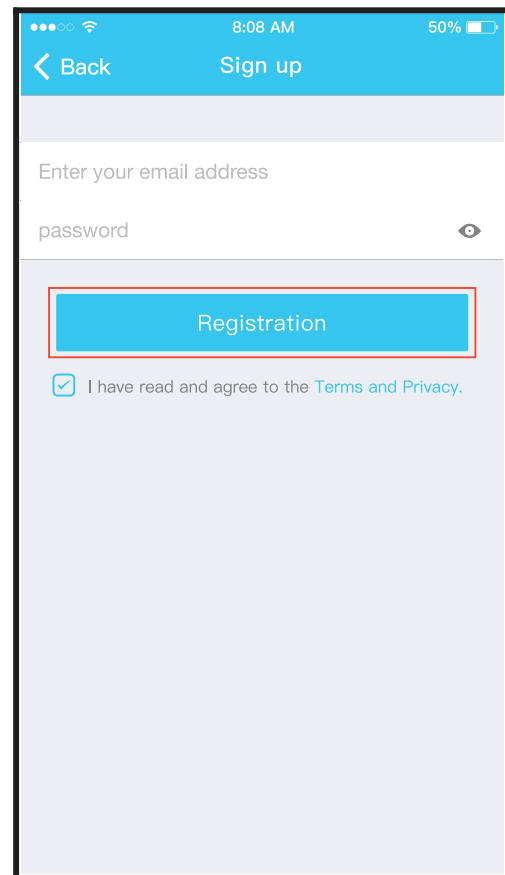 8:08 AM 50%
Back Sign up
Enter your email address
password
Registration
I have read and agree to the Terms and Privacy.